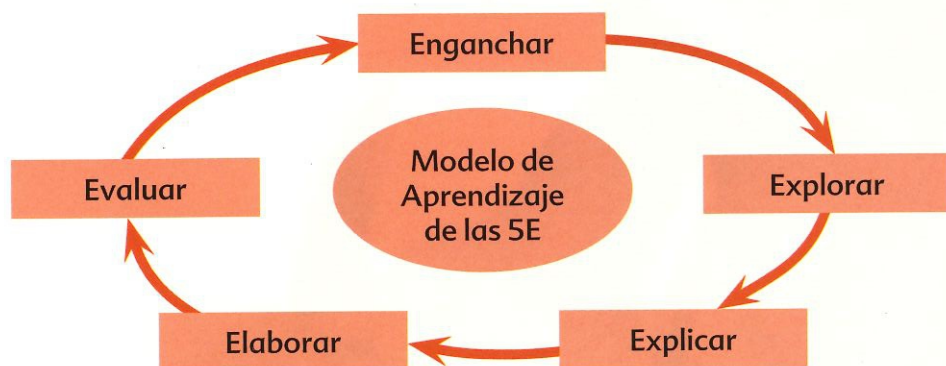 Enganchar
Explorar
Explicar
Elaborar
Evaluar
Modelo de
Aprendizaje
de las 5E